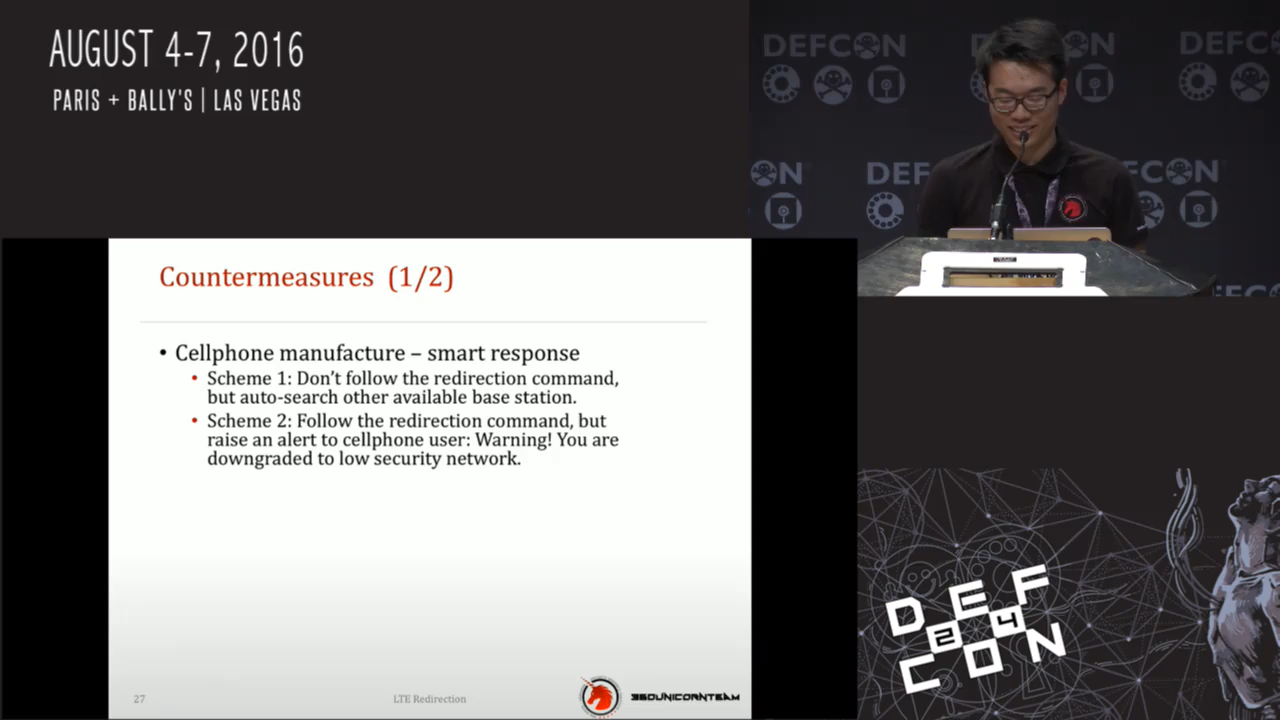 AUGUST 4-7, 2016
PARIS + BALLY'S | LAS VEGAS
DEFCON
DEFC
DEF
Countermeasures (1/2)
• Cellphone manufacture – smart response
• Scheme 1: Don't follow the redirection command,
but auto-search other available base station.
• Scheme 2: Follow the redirection command, but
raise an alert to cellphone user: Warning! You are
downgraded to low security network.
27
LTE Redirection
360UNICORNTEAM
DEF
24
CON